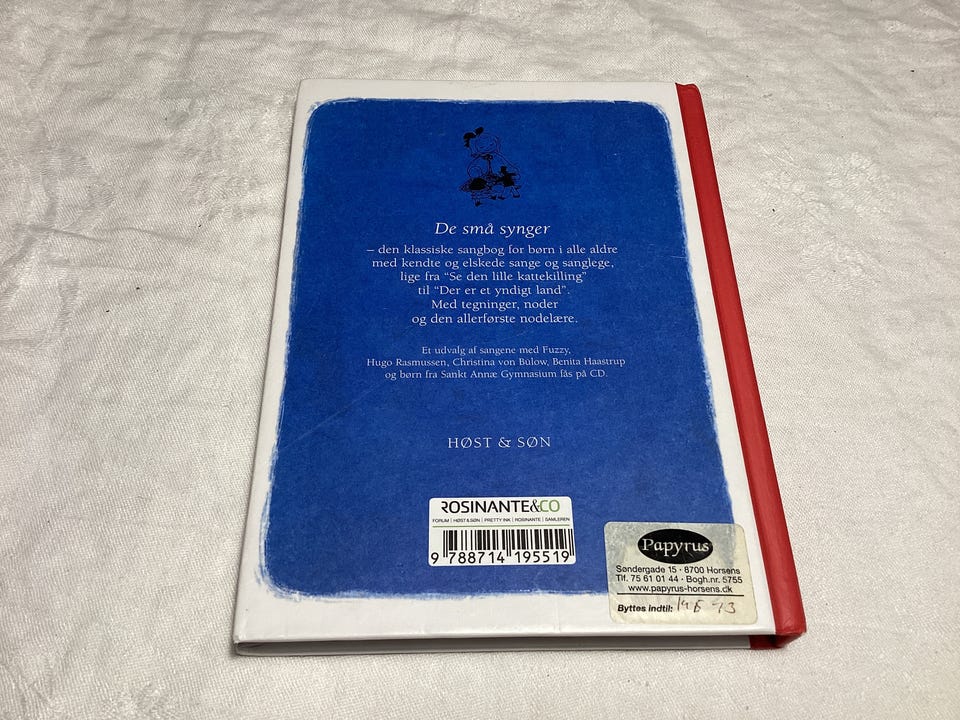 De små synger
– den klassiske sangbog for børn i alle aldre
med kendte og elskede sange og sanglege,
lige fra “Se den lille kattekilling”
til “Der er et yndigt land”.
Med tegninger, noder
og den allerførste nodelære.
Et udvalg af sangene med Fuzzy,
Hugo Rasmussen, Christina von Bülow, Benita Haastrup
og børn fra Sankt Annæ Gymnasium fås på CD.
HØST & SØN
ROSINANTE&CO
FORUM | HØST&SØN | PRETTY INK | ROSINANTE | SAMLEREN
9 788714 195519
Papyrus
Søndergade 15 · 8700 Horsens
Tlf. 75 61 01 44 · Bogh.nr. 5755
www.papyrus-horsens.dk
Byttes indtil: